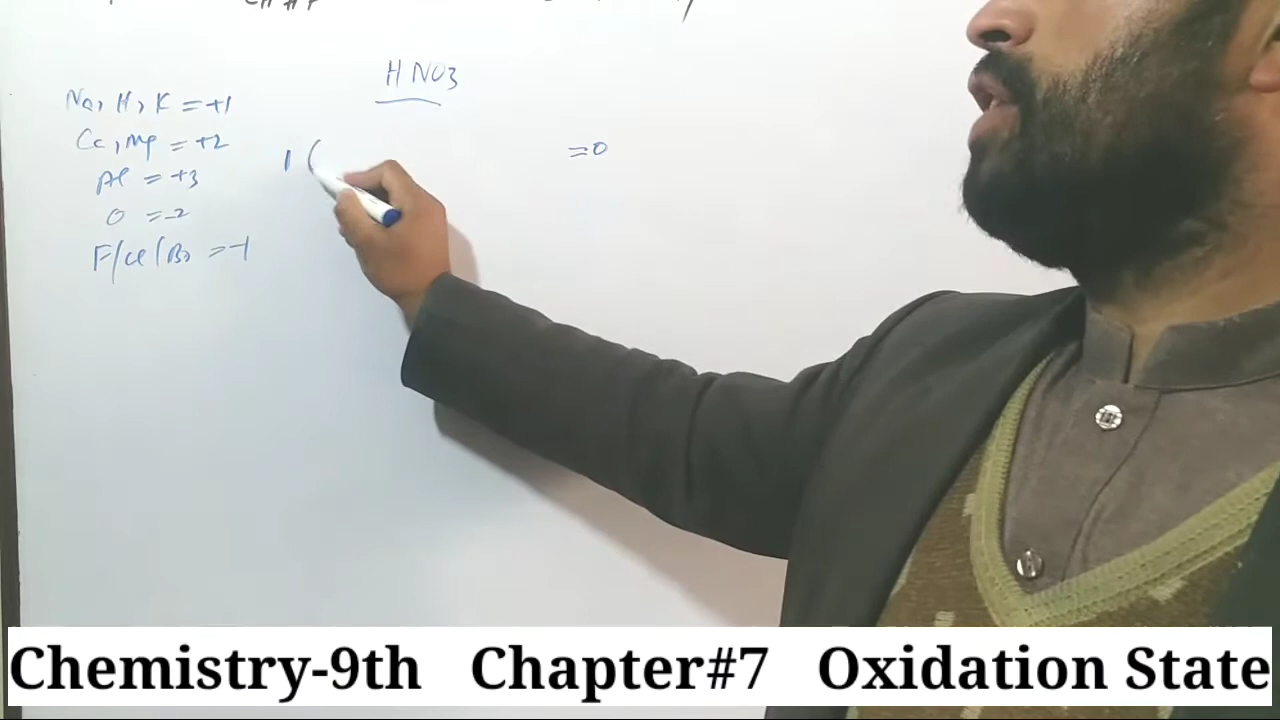 HNO3
Na, H, K = +1
Ca, Mg = +2
1 ( = 0
Al = +3
O = -2
F/Cl/Br = -1
Chemistry-9th Chapter#7 Oxidation State